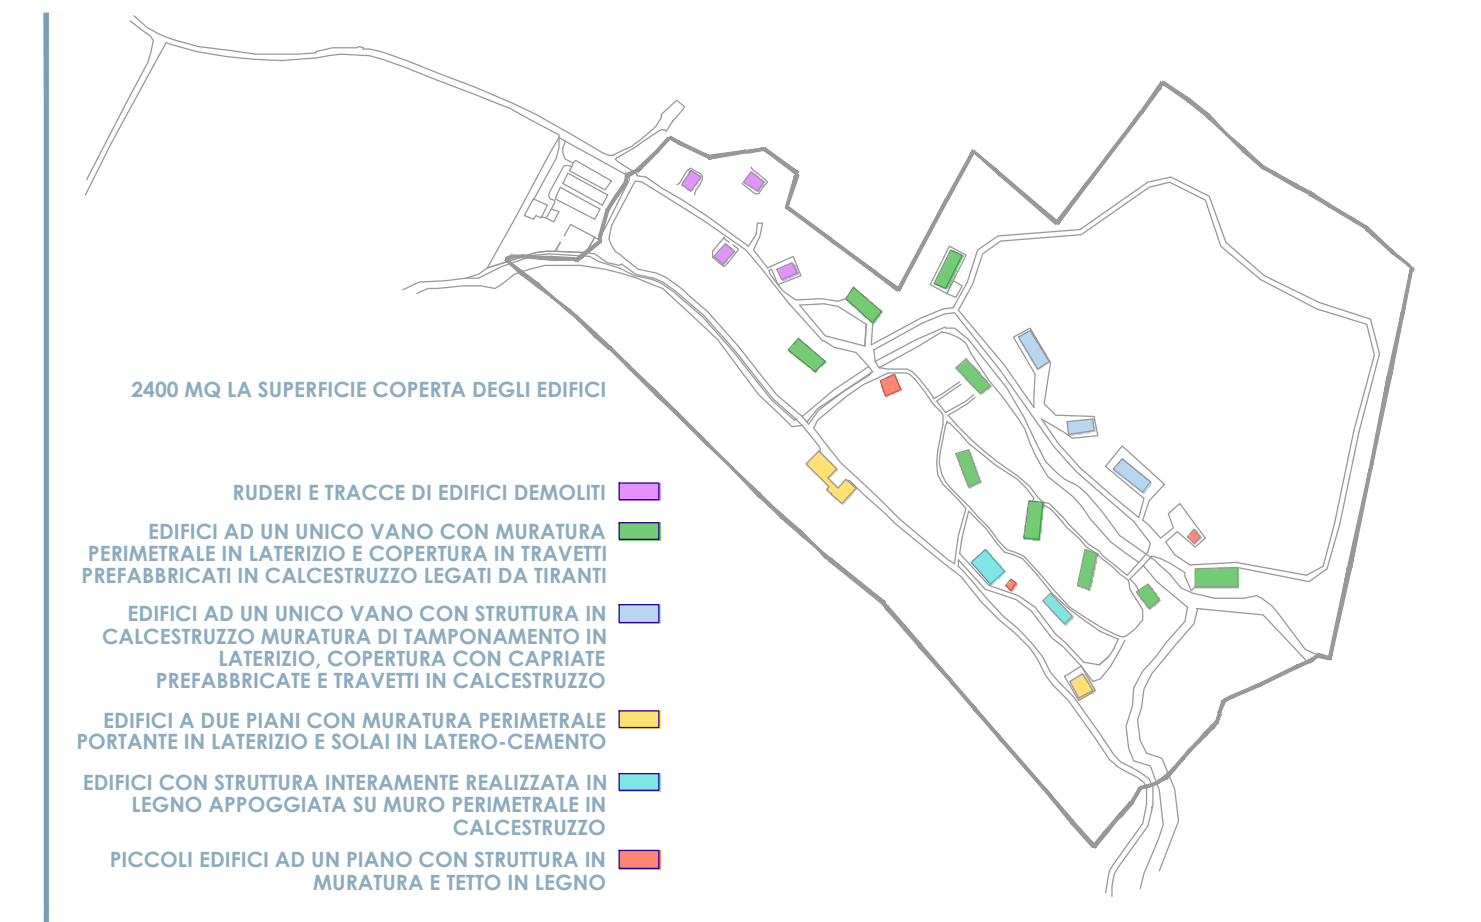 2400 MQ LA SUPERFICIE COPERTA DEGLI EDIFICI
RUDERI E TRACCE DI EDIFICI DEMOLITI
EDIFICI AD UN UNICO VANO CON MURATURA
PERIMETRALE IN LATERIZIO E COPERTURA IN TRAVETTI
PREFABBRICATI IN CALCESTRUZZO LEGATI DA TIRANTI
EDIFICI AD UN UNICO VANO CON STRUTTURA IN
CALCESTRUZZO MURATURA DI TAMPONAMENTO IN
LATERIZIO, COPERTURA CON CAPRIATE
PREFABBRICATE E TRAVETTI IN CALCESTRUZZO
EDIFICI A DUE PIANI CON MURATURA PERIMETRALE
PORTANTE IN LATERIZIO E SOLAI IN LATERO-CEMENTO
EDIFICI CON STRUTTURA INTERAMENTE REALIZZATA IN
LEGNO APPOGGIATA SU MURO PERIMETRALE IN
CALCESTRUZZO
PICCOLI EDIFICI AD UN PIANO CON STRUTTURA IN
MURATURA E TETTO IN LEGNO